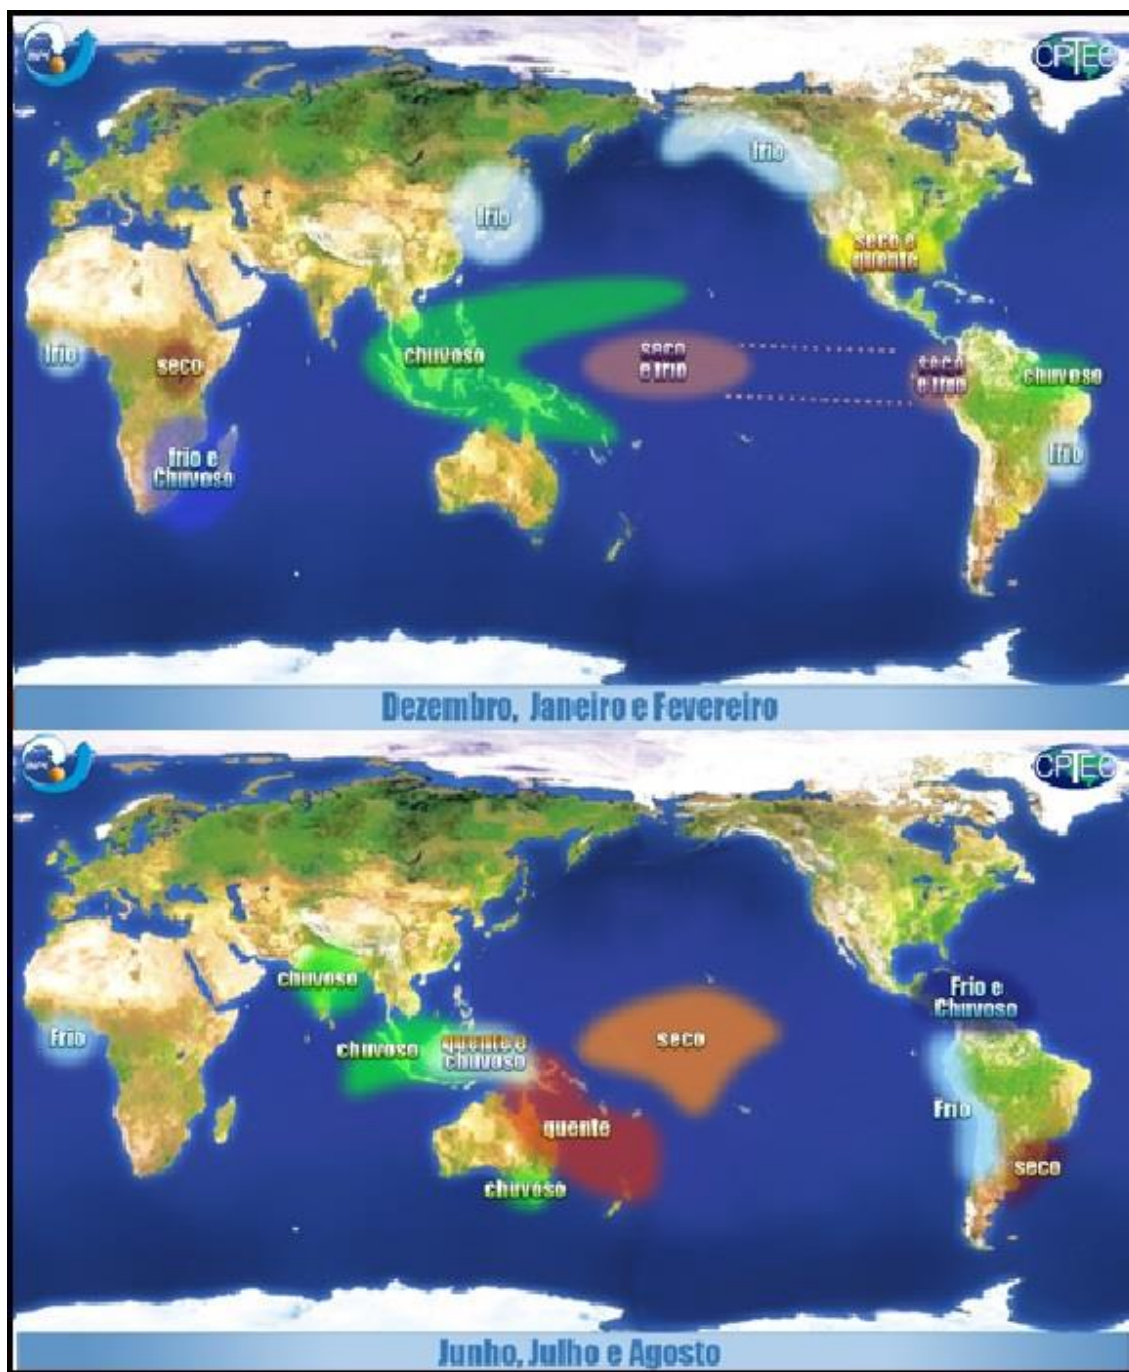 CPTEC
frio
frio
seco e
quente
frio
seco
chuvoso
seco
e frio
seco
e frio
chuvoso
frio e
Chuvoso
frio
Dezembro, Janeiro e Fevereiro
CPTEC
chuvoso
Frio e
Chuvoso
Frio
chuvoso
quente e
chuvoso
seco
Frio
quente
seco
chuvoso
Junho, Julho e Agosto